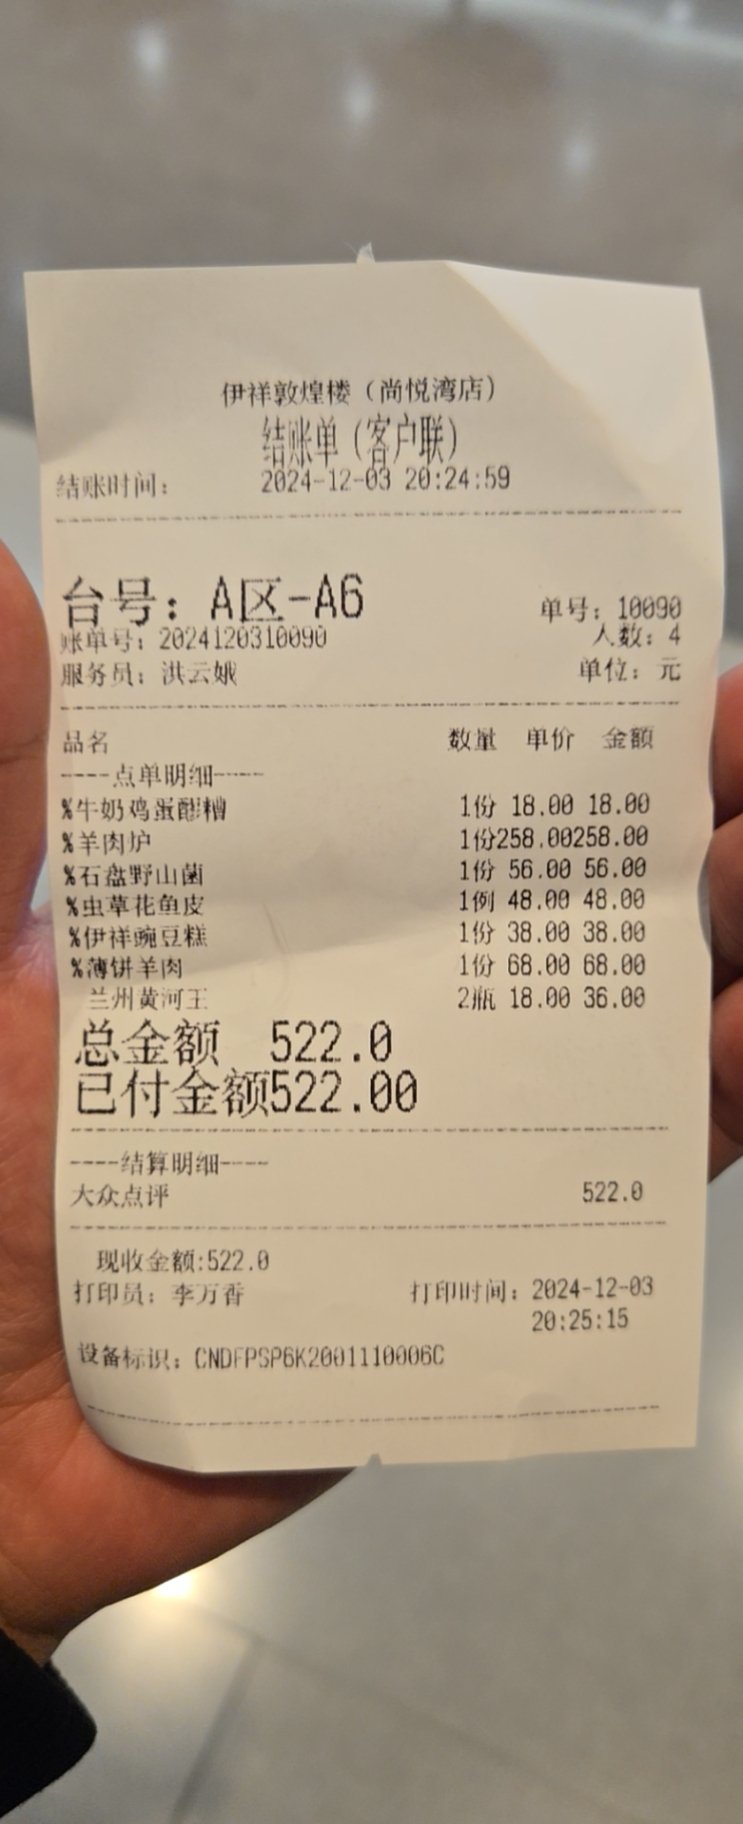 伊祥敦煌楼（尚悦湾店）
结账单（客户联）
结账时间： 2024-12-03 20:24:59
台号：A区-A6 单号：10090
账单号：2024120310090 人数：4
服务员：洪云娥 单位：元
品名 数量 单价 金额
----点单明细----
%牛奶鸡蛋醪糟 1份 18.00 18.00
%羊肉炉 1份258.00258.00
%石盘野山菌 1份 56.00 56.00
%虫草花鱼皮 1例 48.00 48.00
%伊祥豌豆糕 1份 38.00 38.00
%薄饼羊肉 1份 68.00 68.00
兰州黄河王 2瓶 18.00 36.00
总金额 522.0
已付金额522.00
----结算明细----
大众点评 522.0
现收金额:522.0
打印员：李万香 打印时间：2024-12-03
20:25:15
设备标识：CNDFPSP6K2001110006C